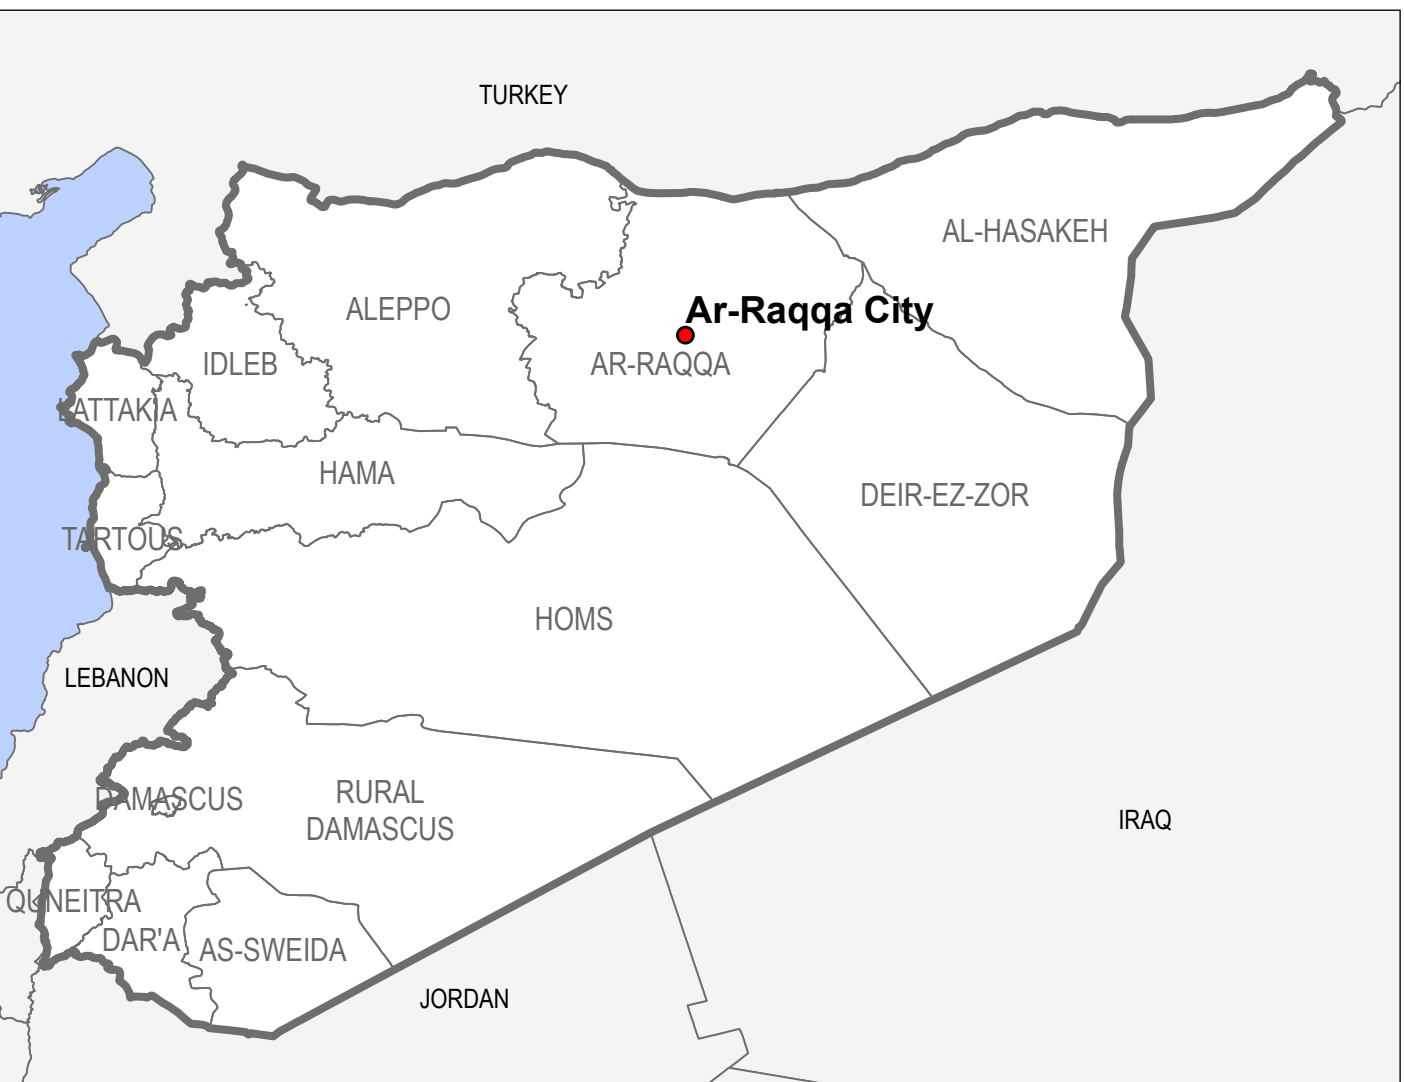 TURKEY
AL-HASAKEH
ALEPPO
Ar-Raqqa City
IDLEB
AR-RAQQA
LATTAKIA
HAMA
DEIR-EZ-ZOR
TARTOUS
HOMS
LEBANON
DAMASCUS
RURAL
DAMASCUS
IRAQ
QUNEITRA
DAR'A
AS-SWEIDA
JORDAN